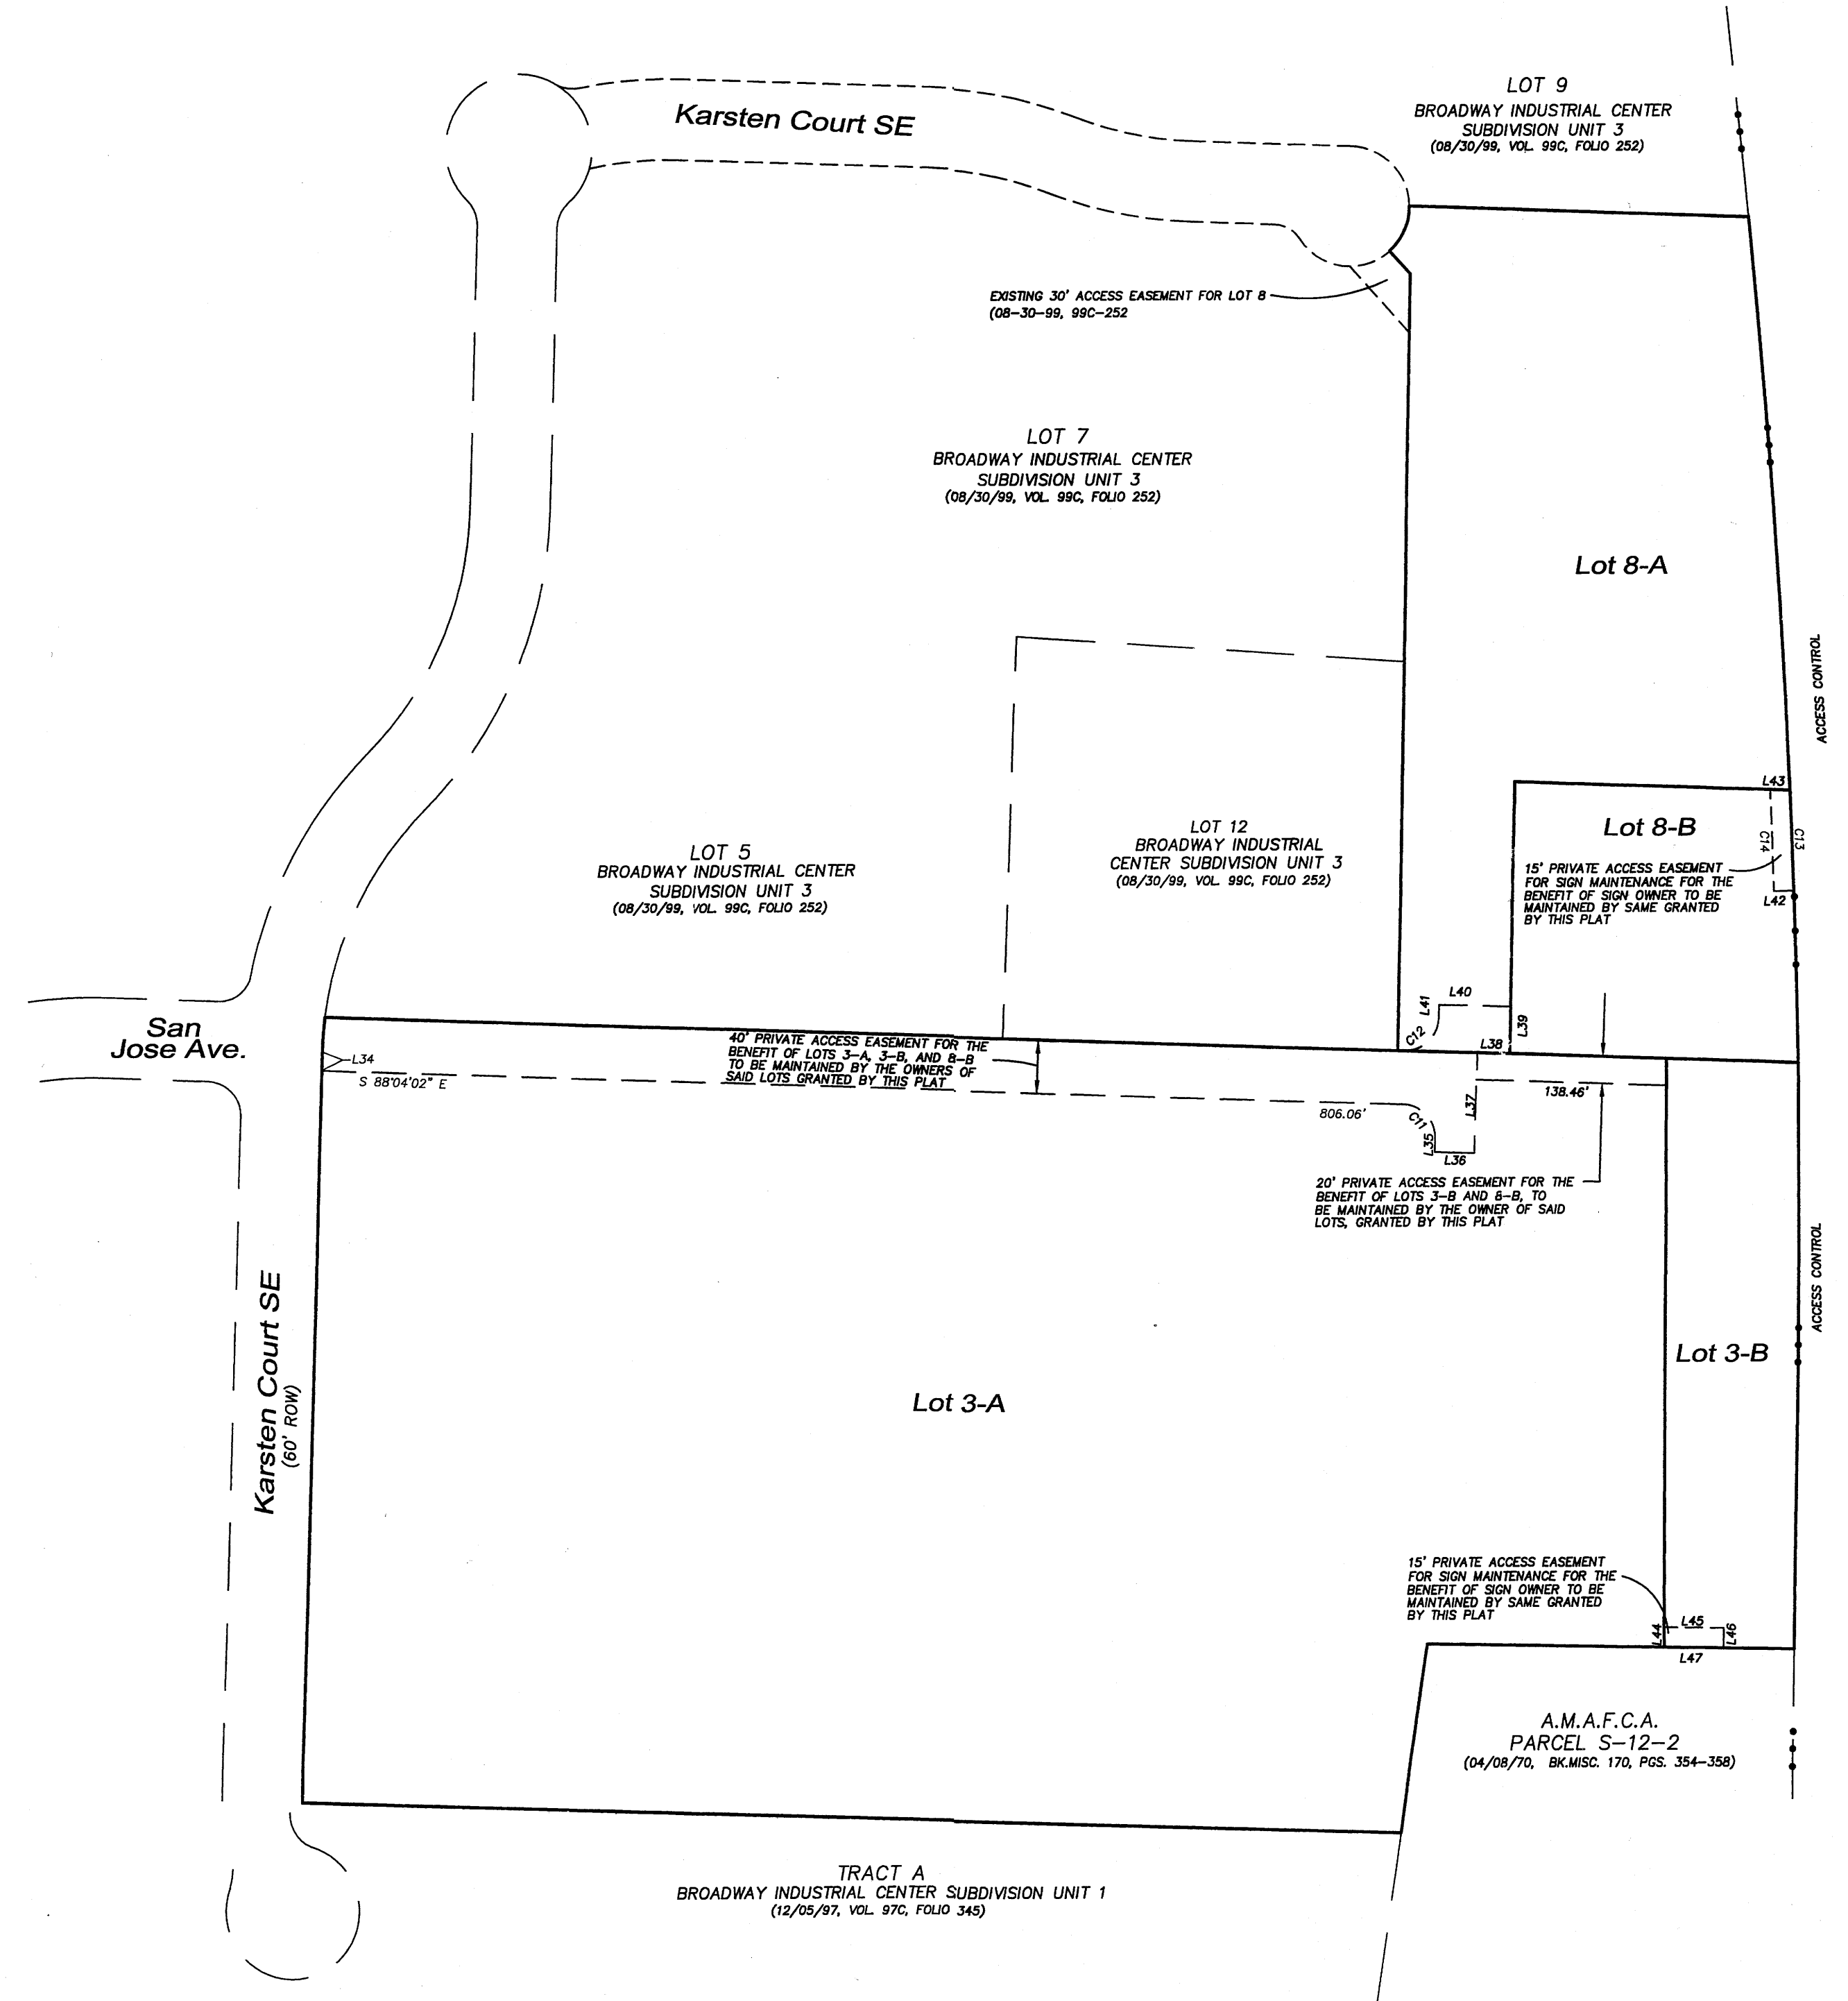 LOT 9
BROADWAY INDUSTRIAL CENTER
SUBDIVISION UNIT 3
(08/30/99, VOL. 99C, FOLIO 252)
Karsten Court SE
EXISTING 30' ACCESS EASEMENT FOR LOT 8
(08-30-99, 99C-252
LOT 7
BROADWAY INDUSTRIAL CENTER
SUBDIVISION UNIT 3
(08/30/99, VOL. 99C, FOLIO 252)
Lot 8-A
ACCESS CONTROL
L43
Lot 8-B
C14
C13
15' PRIVATE ACCESS EASEMENT
FOR SIGN MAINTENANCE FOR THE
BENEFIT OF SIGN OWNER TO BE
MAINTAINED BY SAME GRANTED
BY THIS PLAT
L42
LOT 12
BROADWAY INDUSTRIAL
CENTER SUBDIVISION UNIT 3
(08/30/99, VOL. 99C, FOLIO 252)
LOT 5
BROADWAY INDUSTRIAL CENTER
SUBDIVISION UNIT 3
(08/30/99, VOL. 99C, FOLIO 252)
L40
L41
L39
C12
L38
San
Jose Ave.
L34
S 88°04'02" E
40' PRIVATE ACCESS EASEMENT FOR THE
BENEFIT OF LOTS 3-A, 3-B, AND 8-B
TO BE MAINTAINED BY THE OWNERS OF
SAID LOTS GRANTED BY THIS PLAT
806.06'
C11
L35
L36
L37
138.46'
20' PRIVATE ACCESS EASEMENT FOR THE
BENEFIT OF LOTS 3-B AND 8-B, TO
BE MAINTAINED BY THE OWNER OF SAID
LOTS, GRANTED BY THIS PLAT
ACCESS CONTROL
Karsten Court SE
(60' ROW)
Lot 3-A
Lot 3-B
15' PRIVATE ACCESS EASEMENT
FOR SIGN MAINTENANCE FOR THE
BENEFIT OF SIGN OWNER TO BE
MAINTAINED BY SAME GRANTED
BY THIS PLAT
L44
L45
L46
L47
A.M.A.F.C.A.
PARCEL S-12-2
(04/08/70, BK.MISC. 170, PGS. 354-358)
TRACT A
BROADWAY INDUSTRIAL CENTER SUBDIVISION UNIT 1
(12/05/97, VOL. 97C, FOLIO 345)